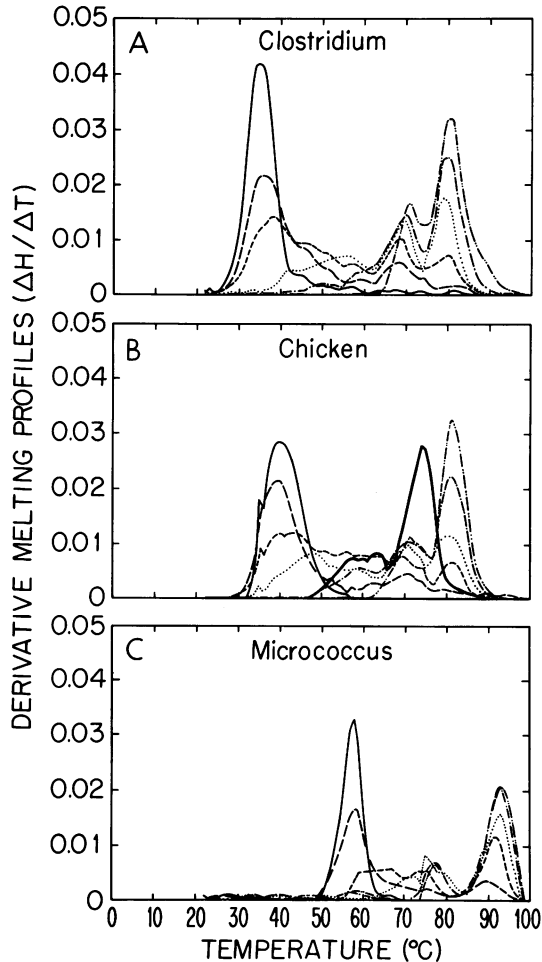 DERIVATIVE MELTING PROFILES (ΔH/ΔT)
A
Clostridium
0.05
0.04
0.03
0.02
0.01
0
B
Chicken
0.05
0.04
0.03
0.02
0.01
0
C
Micrococcus
0.05
0.04
0.03
0.02
0.01
0
0 10 20 30 40 50 60 70 80 90 100
TEMPERATURE (ºC)